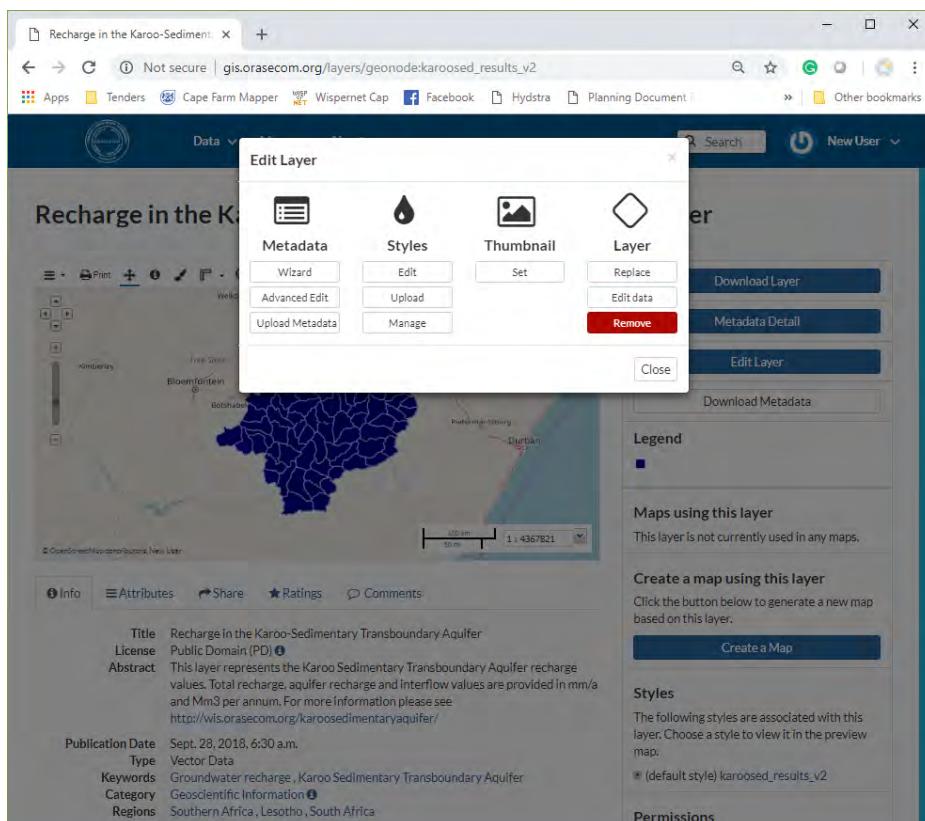 Recharge in the Karoo-Sediment
Not secure | gis.orasecom.org/layers/geonode:karoosed_results_v2
Apps Tenders Cape Farm Mapper Wispernet Cap Facebook Hydstra Planning Document » Other bookmarks
Data Search New User
Edit Layer
Recharge in the Ka er
Metadata Styles Thumbnail Layer
Wizard Edit Set Replace
Advanced Edit Upload Edit data
Upload Metadata Manage Remove
Close
Print
Download Layer
Metadata Detail
Edit Layer
Download Metadata
Kimberley
Free State
Bloemfontein
Botshabe
Durban
100 km
50 mi
1 : 4367821
© OpenStreetMap contributors, New User
Legend
Maps using this layer
This layer is not currently used in any maps.
Create a map using this layer
Click the button below to generate a new map
based on this layer.
Create a Map
Styles
The following styles are associated with this
layer. Choose a style to view it in the preview
map.
(default style) karoosed_results_v2
Permissions
Info Attributes Share Ratings Comments
Title Recharge in the Karoo-Sedimentary Transboundary Aquifer
License Public Domain (PD)
Abstract This layer represents the Karoo Sedimentary Transboundary Aquifer recharge
values. Total recharge, aquifer recharge and interflow values are provided in mm/a
and Mm3 per annum. For more information please see
http://wis.orasecom.org/karoosedimentaryaquifer/
Publication Date Sept. 28, 2018, 6:30 a.m.
Type Vector Data
Keywords Groundwater recharge , Karoo Sedimentary Transboundary Aquifer
Category Geoscientific Information
Regions Southern Africa , Lesotho , South Africa